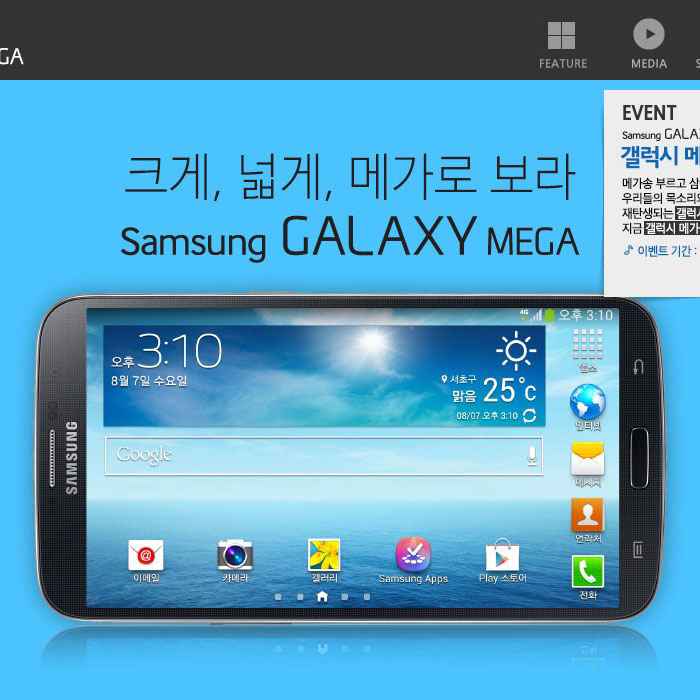 GA
FEATURE
MEDIA
EVENT
Samsung GALA
갤럭시 메
메가송 부르고 삼
우리들의 목소리
재탄생되는 갤럭시
지금 갤럭시 메가
이벤트 기간 :
크게, 넓게, 메가로 보라
Samsung GALAXY MEGA
4G 오후 3:10
오후 3:10
8월 7일 수요일
서초구
맑음 25°c
08/07 오후 3:10
앱스
인터넷
Google
SAMSUNG
메시지
연락처
이메일
카메라
갤러리
Samsung Apps
Play 스토어
전화